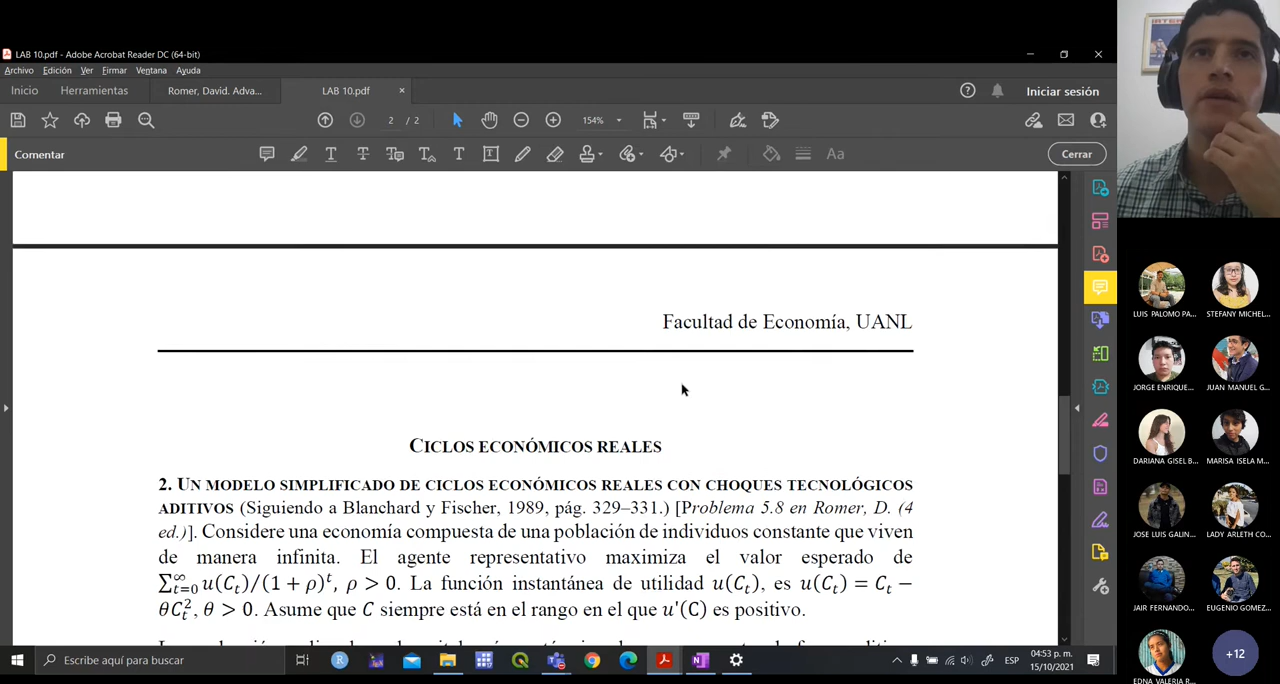 LAB 10.pdf - Adobe Acrobat Reader DC (64-bit)
Archivo Edición Ver Firmar Ventana Ayuda
Inicio Herramientas Romer, David. Adva... LAB 10.pdf × Iniciar sesión
2 / 2 154%
Comentar Aa Cerrar
Facultad de Economía, UANL
CICLOS ECONÓMICOS REALES
2. UN MODELO SIMPLIFICADO DE CICLOS ECONÓMICOS REALES CON CHOQUES TECNOLÓGICOS
ADITIVOS (Siguiendo a Blanchard y Fischer, 1989, pág. 329–331.) [Problema 5.8 en Romer, D. (4
ed.)]. Considere una economía compuesta de una población de individuos constante que viven
de manera infinita. El agente representativo maximiza el valor esperado de
∑_{t=0}^{∞} u(C_t)/(1 + ρ)^t, ρ > 0. La función instantánea de utilidad u(C_t), es u(C_t) = C_t −
θC_t^2, θ > 0. Asume que C siempre está en el rango en el que u'(C) es positivo.
LUIS PALOMO PA... STEFANY MICHEL...
JORGE ENRIQUE... JUAN MANUEL G...
DARIANA GISEL B... MARISA ISELA M...
JOSE LUIS GALIN... LADY ARLETH CO...
JAIR FERNANDO... EUGENIO GOMEZ...
EDNA VALERIA R... +12
Escribe aquí para buscar
ESP
04:53 p. m.
15/10/2021